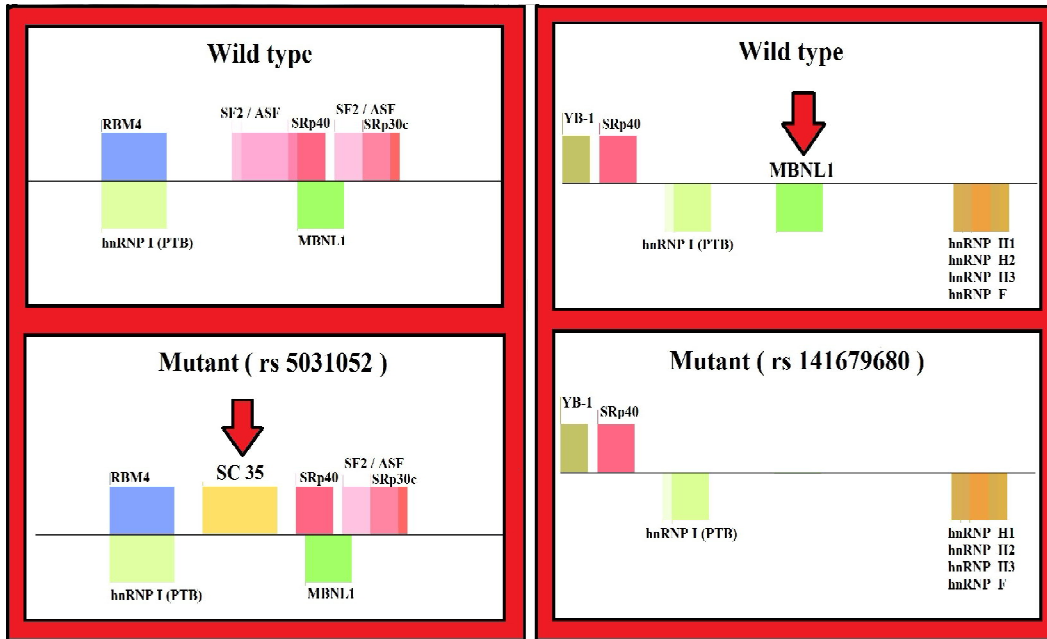 Wild type
RBM4
SF2 / ASF
SRp40
SF2 / ASF
SRp30c
hnRNP I (PTB)
MBNL1
Mutant ( rs 5031052 )
RBM4
SC 35
SRp40
SF2 / ASF
SRp30c
hnRNP I (PTB)
MBNL1
Wild type
YB-1
SRp40
MBNL1
hnRNP I (PTB)
hnRNP H1
hnRNP H2
hnRNP H3
hnRNP F
Mutant ( rs 141679680 )
YB-1
SRp40
hnRNP I (PTB)
hnRNP H1
hnRNP H2
hnRNP H3
hnRNP F